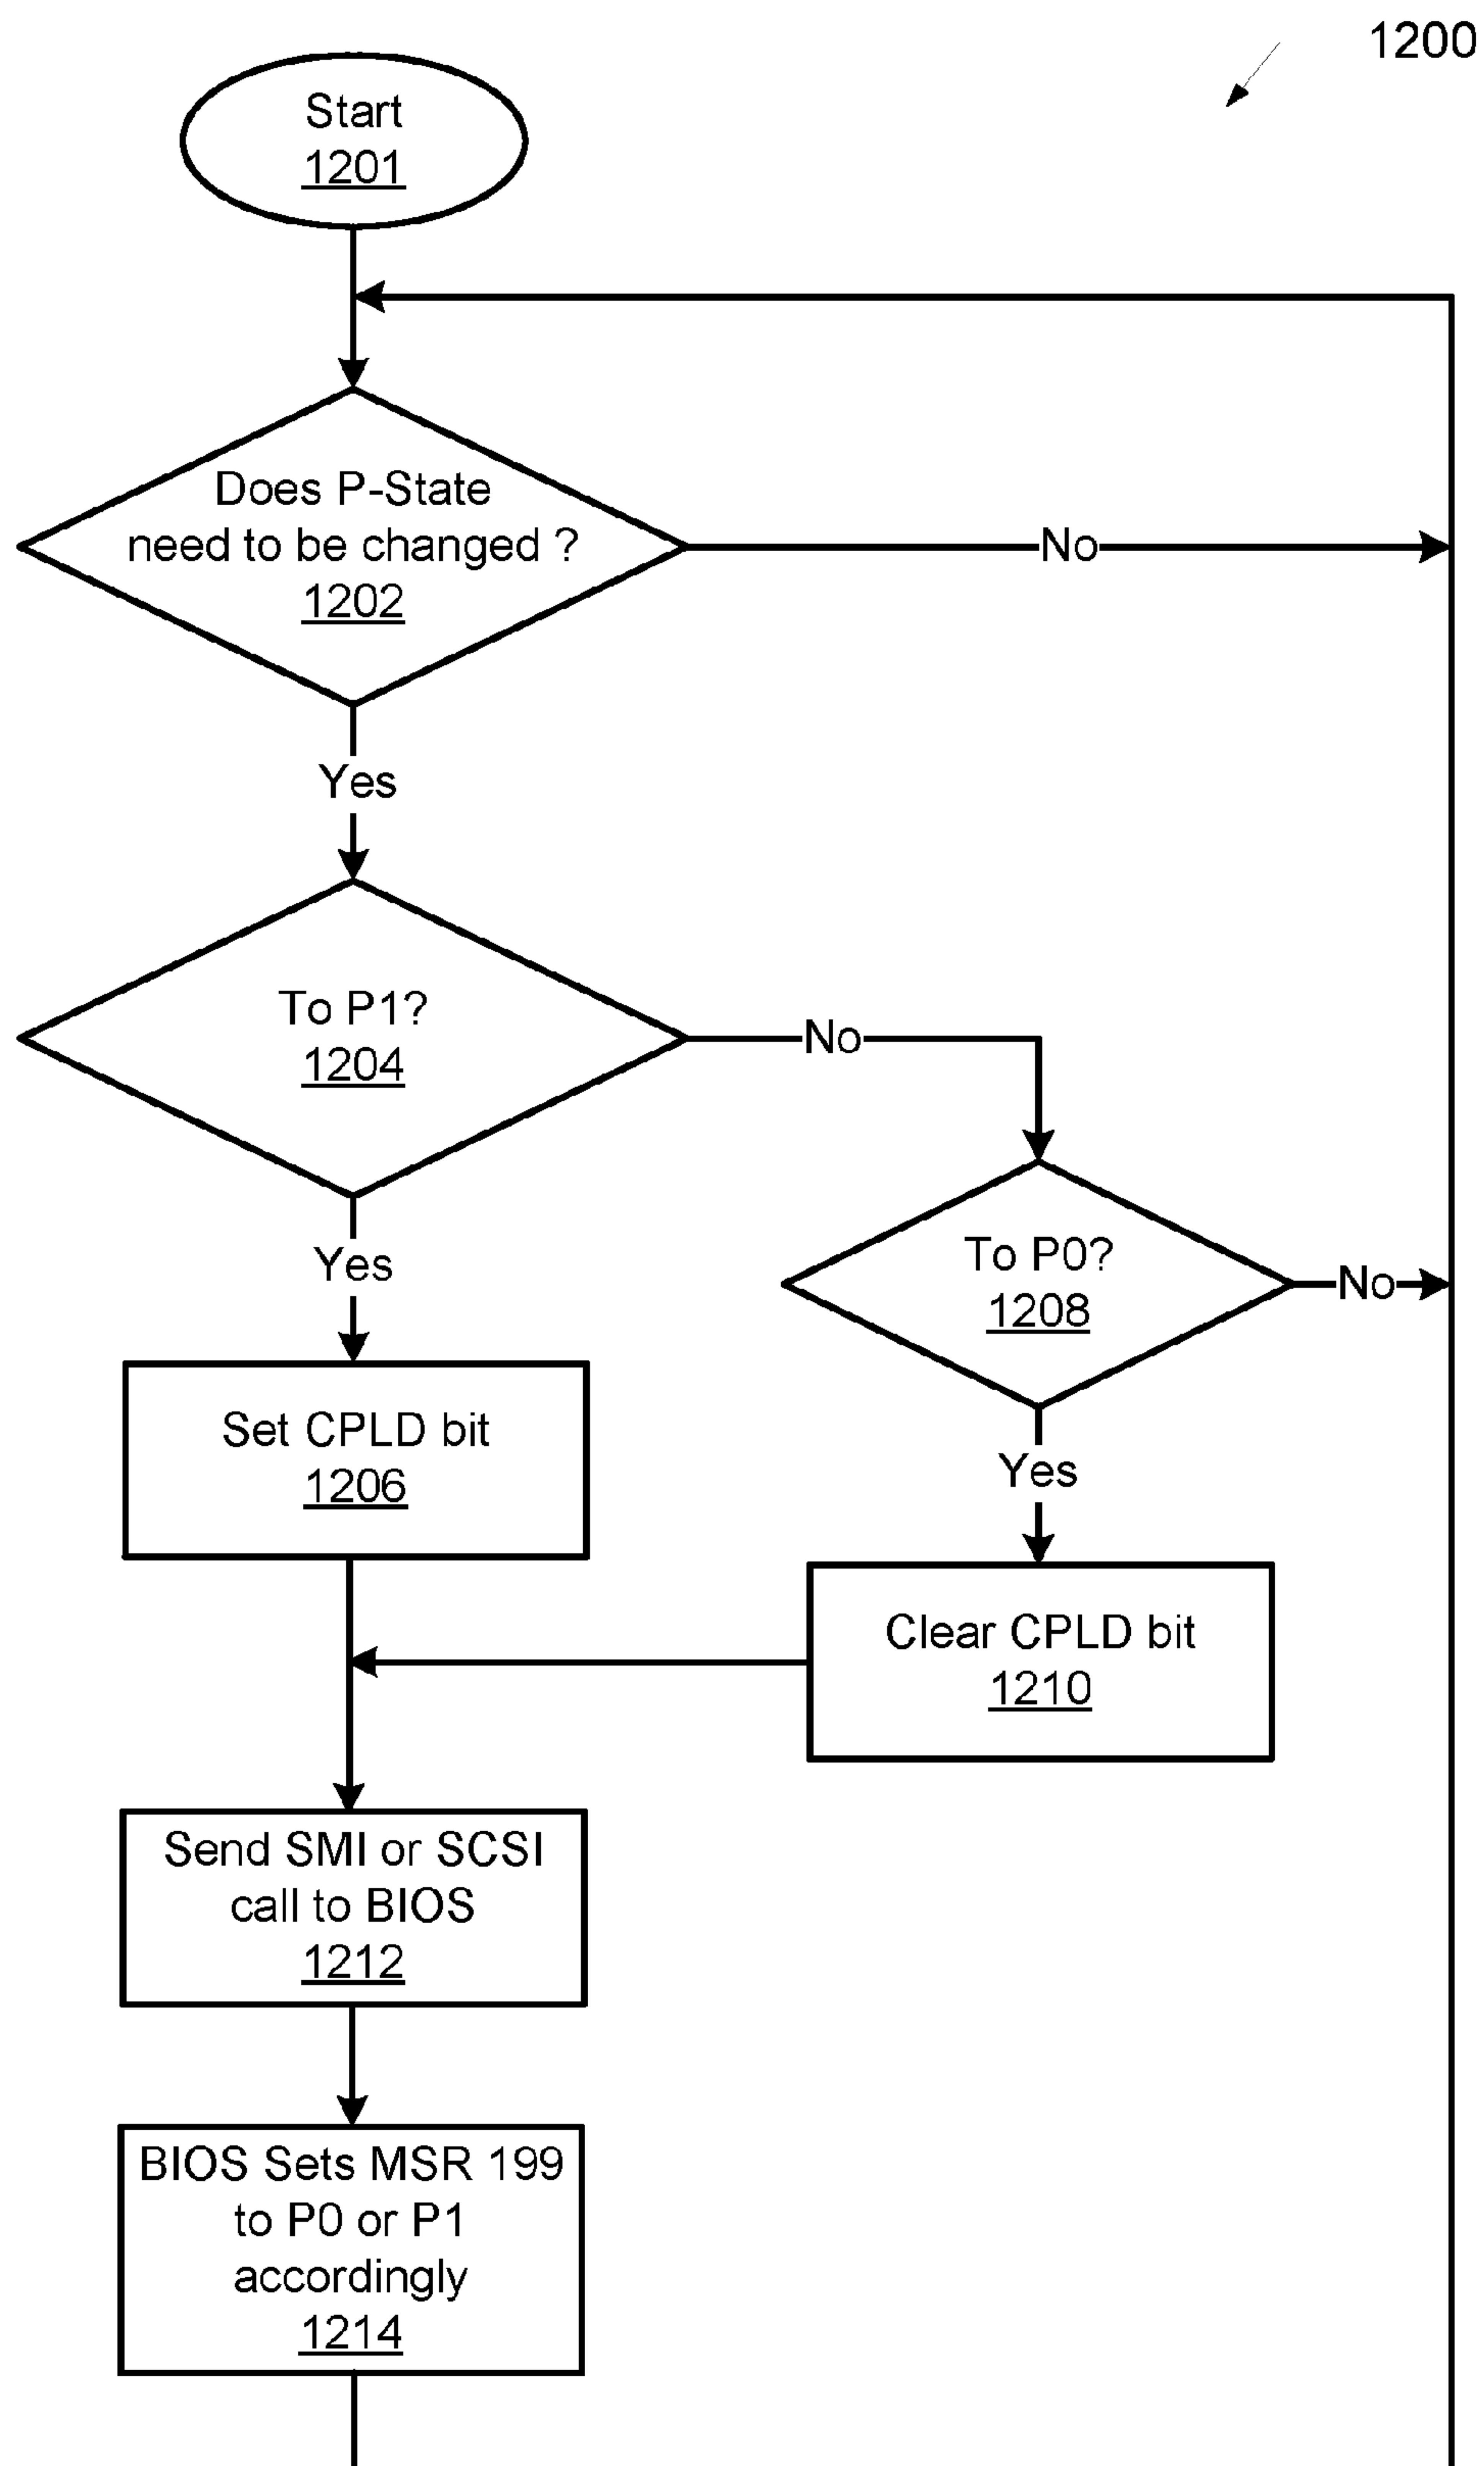 1200
Start
1201
Does P-State
need to be changed ?
1202
No
Yes
To P1?
1204
No
Yes
To P0?
1208
No
Set CPLD bit
1206
Yes
Clear CPLD bit
1210
Send SMI or SCSI
call to BIOS
1212
BIOS Sets MSR 199
to P0 or P1
accordingly
1214